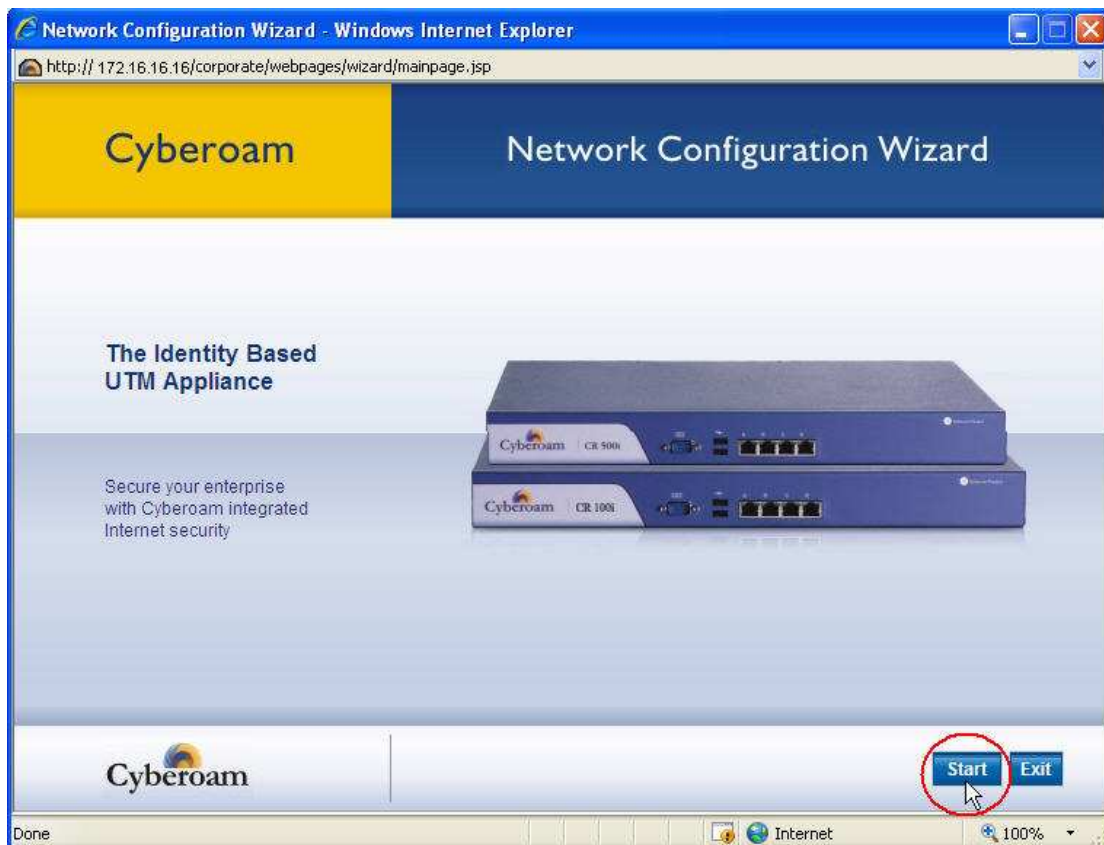 Network Configuration Wizard - Windows Internet Explorer
http:// 172.16.16.16/corporate/webpages/wizard/mainpage.jsp
Cyberoam
Network Configuration Wizard
The Identity Based
UTM Appliance
Cyberoam CR 500i
Secure your enterprise
with Cyberoam integrated
Internet security
Cyberoam CR 100i
Cyberoam
Start Exit
Done
Internet
100%